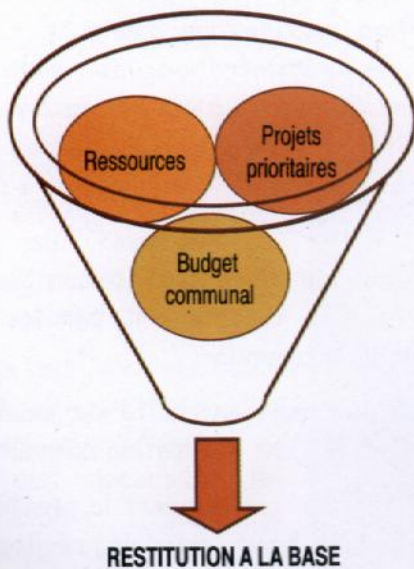 Ressources
Projets
prioritaires
Budget
communal
RESTITUTION A LA BASE